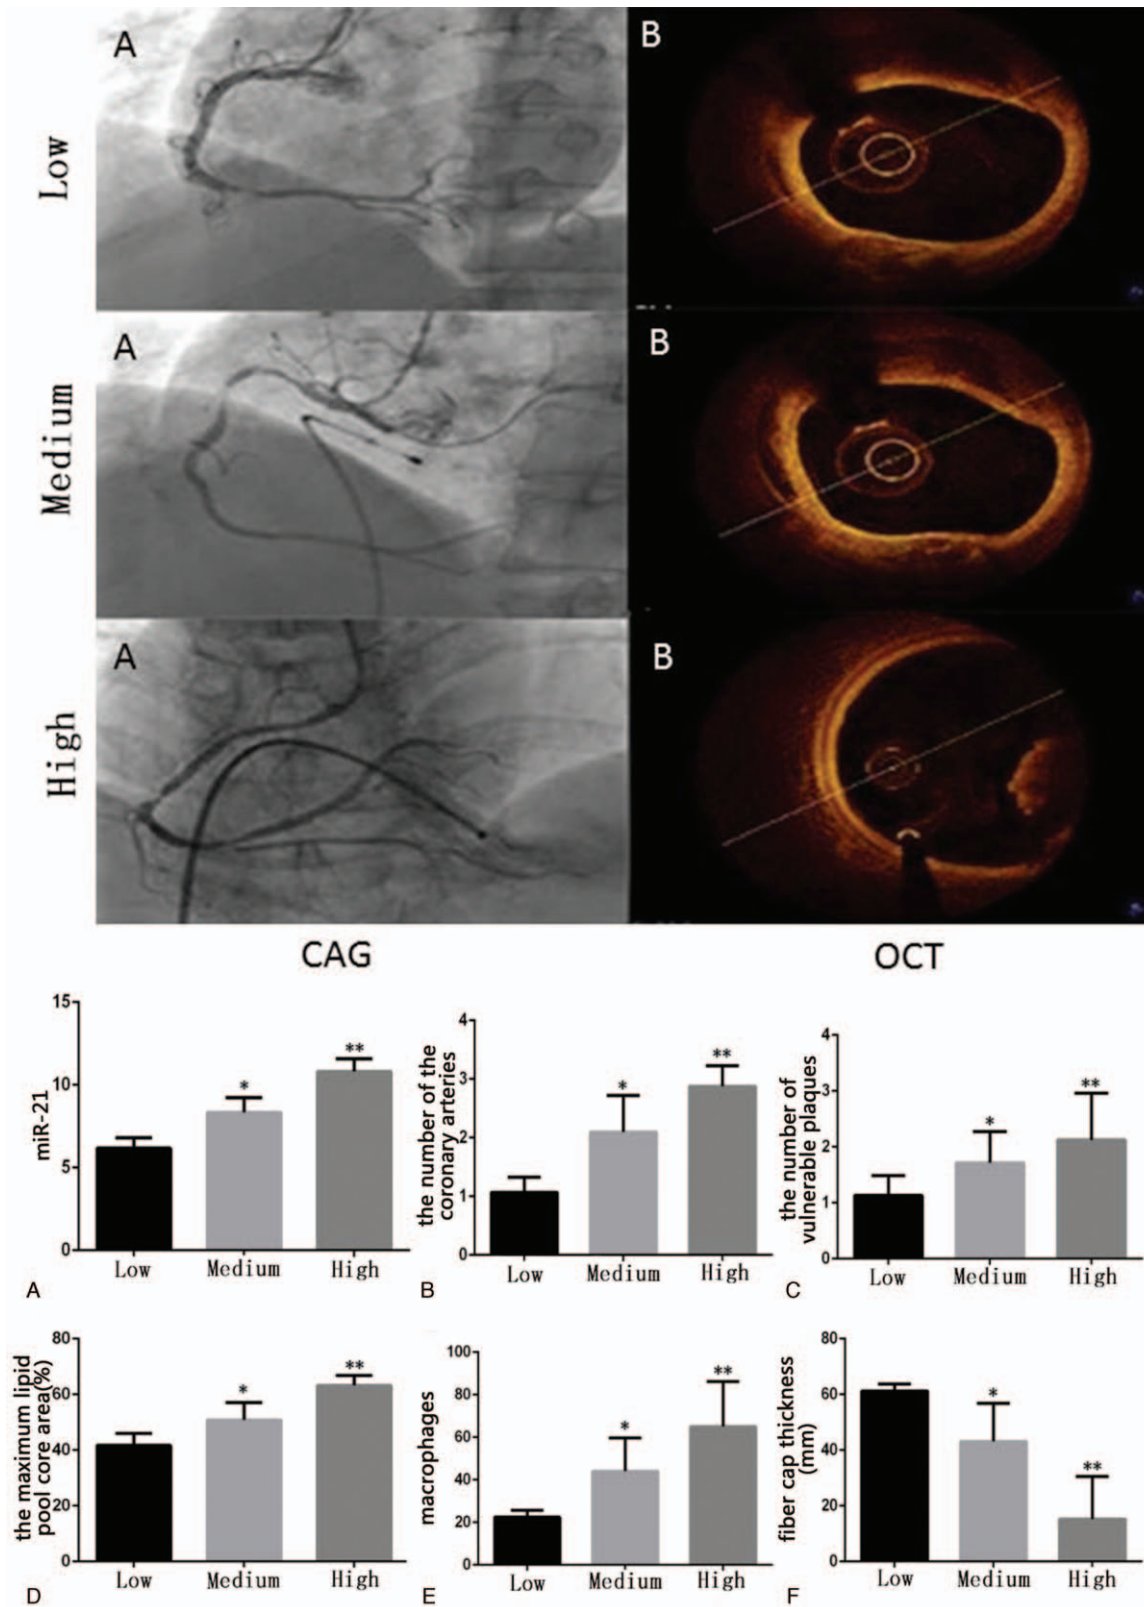 A
B
Low
A
B
Medium
A
B
High
CAG
OCT
miR-21
15
10
5
0
*
**
Low
Medium
High
A
the number of the
coronary arteries
4
3
2
1
0
*
**
Low
Medium
High
B
the number of
vulnerable plaques
4
3
2
1
0
*
**
Low
Medium
High
C
the maximum lipid
pool core area(%)
80
60
40
20
0
*
**
Low
Medium
High
D
macrophages
100
80
60
40
20
0
*
**
Low
Medium
High
E
fiber cap thickness
(mm)
80
60
40
20
0
*
**
Low
Medium
High
F